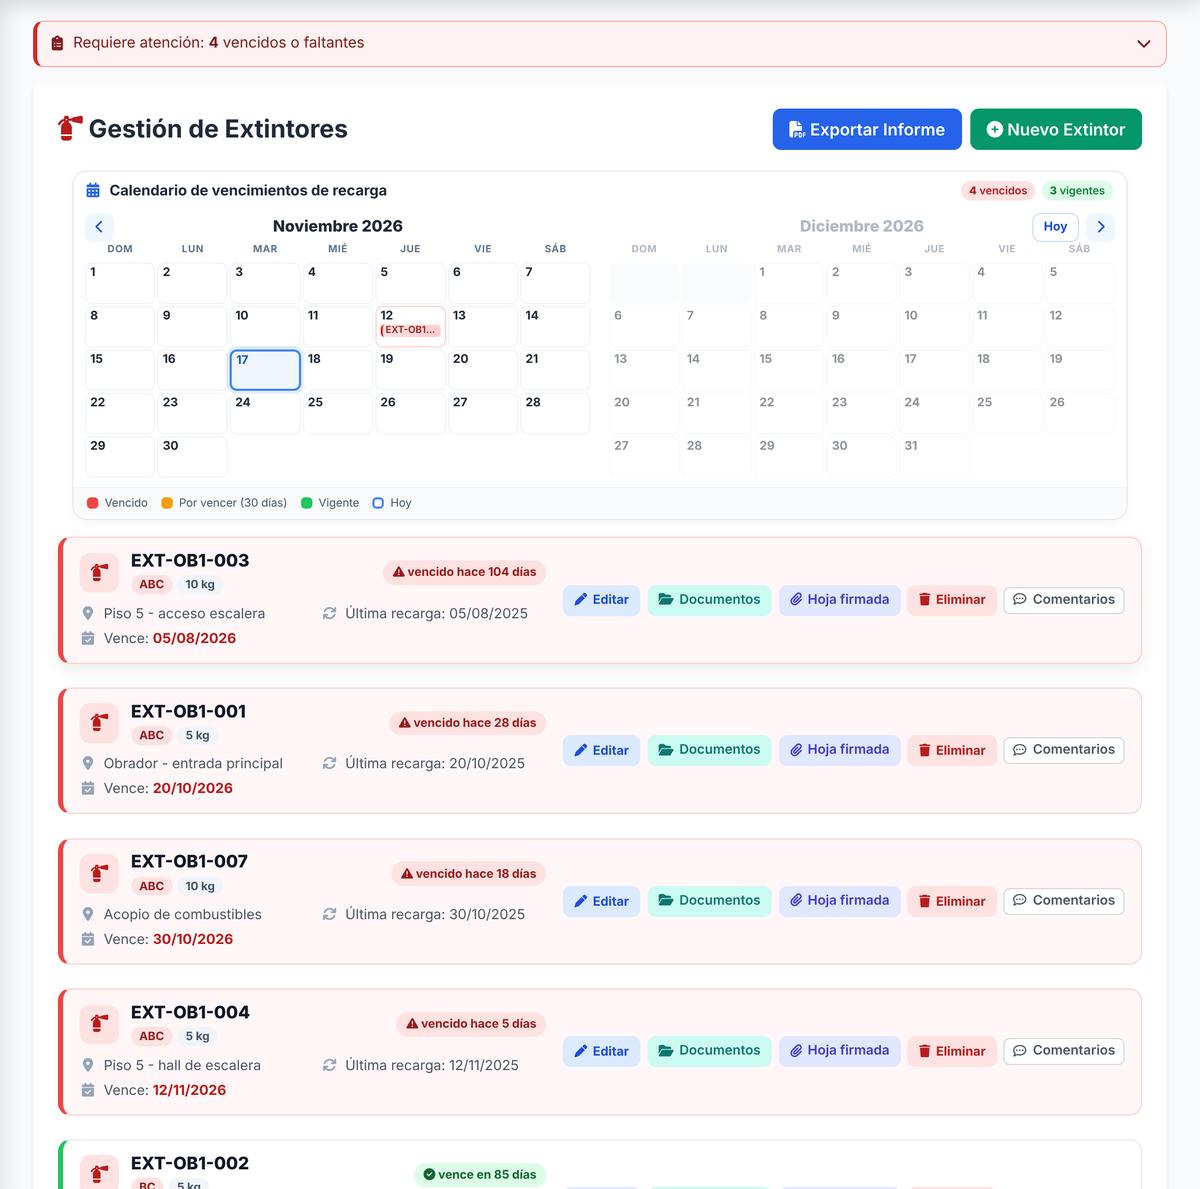 Requiere atención: 4 vencidos o faltantes
Gestión de Extintores
Exportar Informe
Nuevo Extintor
Calendario de vencimientos de recarga
4 vencidos
3 vigentes
Noviembre 2026
Diciembre 2026
Hoy
DOM LUN MAR MIÉ JUE VIE SÁB
1 2 3 4 5 6 7
8 9 10 11 12 13 14
EXT-OB1...
15 16 17 18 19 20 21
22 23 24 25 26 27 28
29 30
DOM LUN MAR MIÉ JUE VIE SÁB
1 2 3 4 5
6 7 8 9 10 11 12
13 14 15 16 17 18 19
20 21 22 23 24 25 26
27 28 29 30 31
Vencido Por vencer (30 días) Vigente Hoy
EXT-OB1-003
ABC 10 kg
vencido hace 104 días
Piso 5 - acceso escalera
Última recarga: 05/08/2025
Vence: 05/08/2026
Editar Documentos Hoja firmada Eliminar Comentarios
EXT-OB1-001
ABC 5 kg
vencido hace 28 días
Obrador - entrada principal
Última recarga: 20/10/2025
Vence: 20/10/2026
Editar Documentos Hoja firmada Eliminar Comentarios
EXT-OB1-007
ABC 10 kg
vencido hace 18 días
Acopio de combustibles
Última recarga: 30/10/2025
Vence: 30/10/2026
Editar Documentos Hoja firmada Eliminar Comentarios
EXT-OB1-004
ABC 5 kg
vencido hace 5 días
Piso 5 - hall de escalera
Última recarga: 12/11/2025
Vence: 12/11/2026
Editar Documentos Hoja firmada Eliminar Comentarios
EXT-OB1-002
BC 5 kg
vence en 85 días